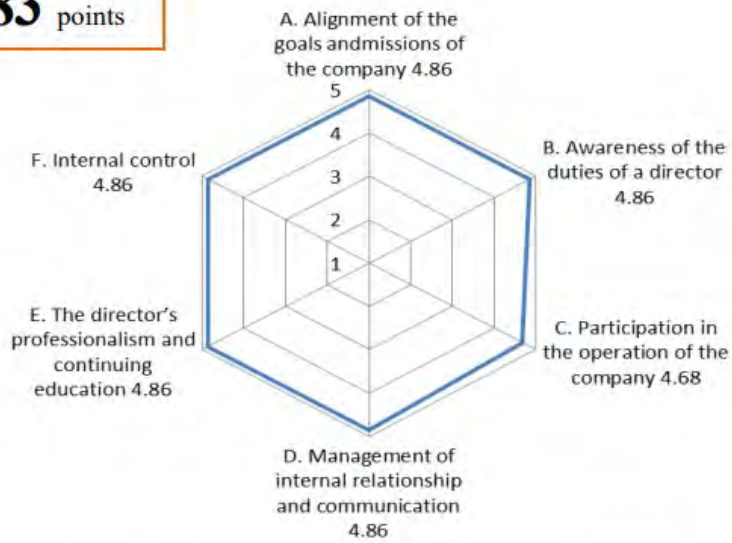 83 points
A. Alignment of the
goals andmissions of
the company 4.86
5
4
3
2
1
B. Awareness of the
duties of a director
4.86
C. Participation in
the operation of the
company 4.68
D. Management of
internal relationship
and communication
4.86
E. The director's
professionalism and
continuing
education 4.86
F. Internal control
4.86